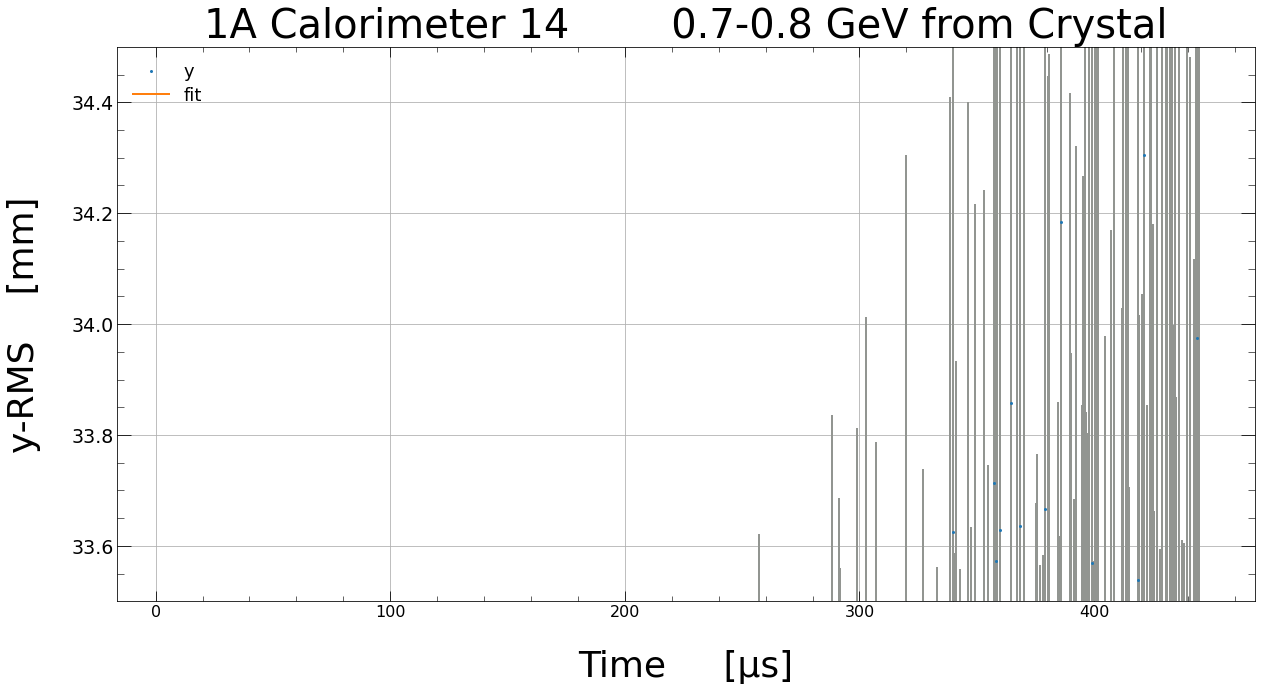 1A Calorimeter 14 0.7-0.8 GeV from Crystal
y
fit
34.4
34.2
34.0
33.8
33.6
y-RMS [mm]
0 100 200 300 400
Time [µs]